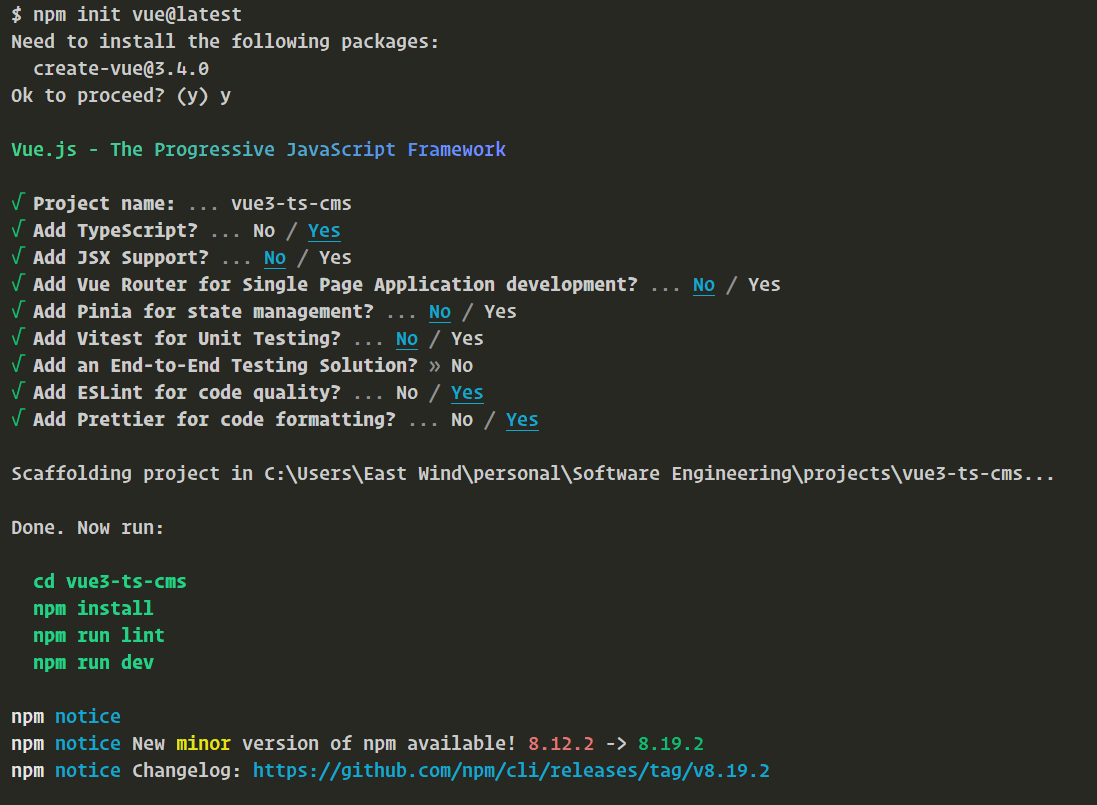 $ npm init vue@latest
Need to install the following packages:
  create-vue@3.4.0
Ok to proceed? (y) y
Vue.js - The Progressive JavaScript Framework
√ Project name: ... vue3-ts-cms
√ Add TypeScript? ... No / Yes
√ Add JSX Support? ... No / Yes
√ Add Vue Router for Single Page Application development? ... No / Yes
√ Add Pinia for state management? ... No / Yes
√ Add Vitest for Unit Testing? ... No / Yes
√ Add an End-to-End Testing Solution? » No
√ Add ESLint for code quality? ... No / Yes
√ Add Prettier for code formatting? ... No / Yes
Scaffolding project in C:\Users\East Wind\personal\Software Engineering\projects\vue3-ts-cms...
Done. Now run:
  cd vue3-ts-cms
  npm install
  npm run lint
  npm run dev
npm notice
npm notice New minor version of npm available! 8.12.2 -> 8.19.2
npm notice Changelog: https://github.com/npm/cli/releases/tag/v8.19.2